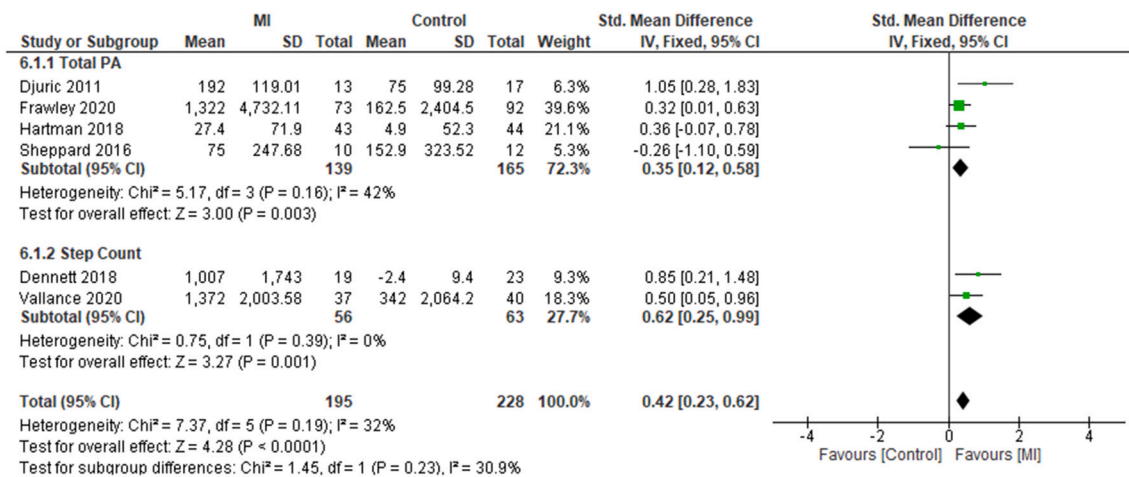 MI Control Std. Mean Difference Std. Mean Difference
Study or Subgroup Mean SD Total Mean SD Total Weight IV, Fixed, 95% CI IV, Fixed, 95% CI
6.1.1 Total PA
Djuric 2011 192 119.01 13 75 99.28 17 6.3% 1.05 [0.28, 1.83]
Frawley 2020 1,322 4,732.11 73 162.5 2,404.5 92 39.6% 0.32 [0.01, 0.63]
Hartman 2018 27.4 71.9 43 4.9 52.3 44 21.1% 0.36 [-0.07, 0.78]
Sheppard 2016 75 247.68 10 152.9 323.52 12 5.3% -0.26 [-1.10, 0.59]
Subtotal (95% CI) 139 165 72.3% 0.35 [0.12, 0.58]
Heterogeneity: Chi² = 5.17, df = 3 (P = 0.16); I² = 42%
Test for overall effect: Z = 3.00 (P = 0.003)
6.1.2 Step Count
Dennett 2018 1,007 1,743 19 -2.4 9.4 23 9.3% 0.85 [0.21, 1.48]
Vallance 2020 1,372 2,003.58 37 342 2,064.2 40 18.3% 0.50 [0.05, 0.96]
Subtotal (95% CI) 56 63 27.7% 0.62 [0.25, 0.99]
Heterogeneity: Chi² = 0.75, df = 1 (P = 0.39); I² = 0%
Test for overall effect: Z = 3.27 (P = 0.001)
Total (95% CI) 195 228 100.0% 0.42 [0.23, 0.62]
Heterogeneity: Chi² = 7.37, df = 5 (P = 0.19); I² = 32%
Test for overall effect: Z = 4.28 (P < 0.0001)
Test for subgroup differences: Chi² = 1.45, df = 1 (P = 0.23), I² = 30.9%
-4 -2 0 2 4
Favours [Control] Favours [MI]